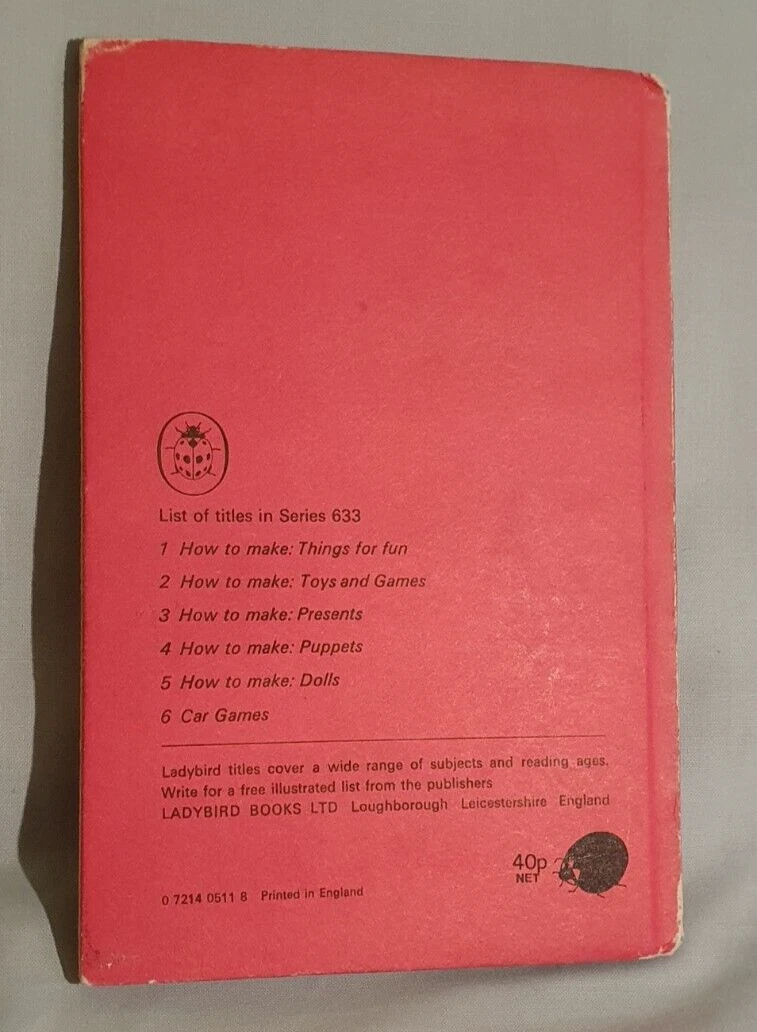 List of titles in Series 633
1 How to make: Things for fun
2 How to make: Toys and Games
3 How to make: Presents
4 How to make: Puppets
5 How to make: Dolls
6 Car Games
Ladybird titles cover a wide range of subjects and reading ages.
Write for a free illustrated list from the publishers
LADYBIRD BOOKS LTD Loughborough Leicestershire England
40p
NET
0 7214 0511 8 Printed in England